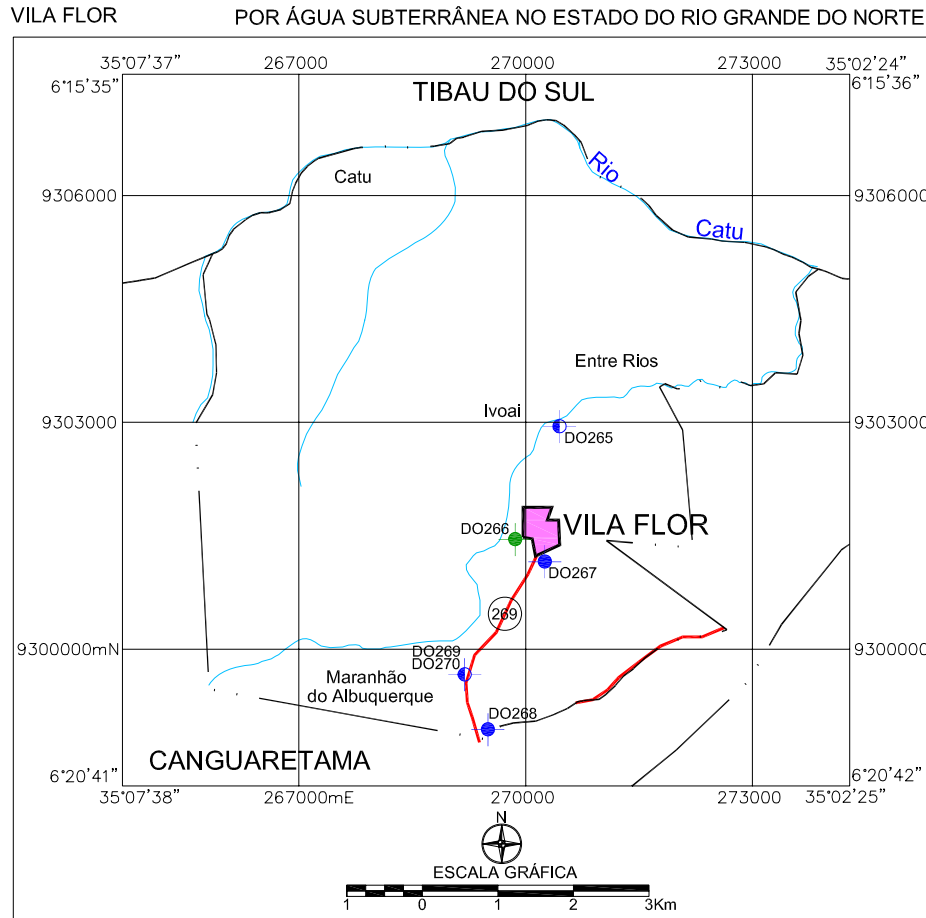 VILA FLOR POR ÁGUA SUBTERRÂNEA NO ESTADO DO RIO GRANDE DO NORTE
35°07'37" 267000 270000 273000 35°02'24"
6°15'35" 6°15'36"
TIBAU DO SUL
Rio
Catu
9306000 9306000
Catu
Entre Rios
Ivoai
9303000 9303000
DO265
DO266
VILA FLOR
DO267
269
9300000mN 9300000
DO269
DO270
Maranhão
do Albuquerque
DO268
CANGUARETAMA
6°20'41" 6°20'42"
35°07'38" 267000mE 270000 273000 35°02'25"
N
ESCALA GRÁFICA
1 0 1 2 3Km